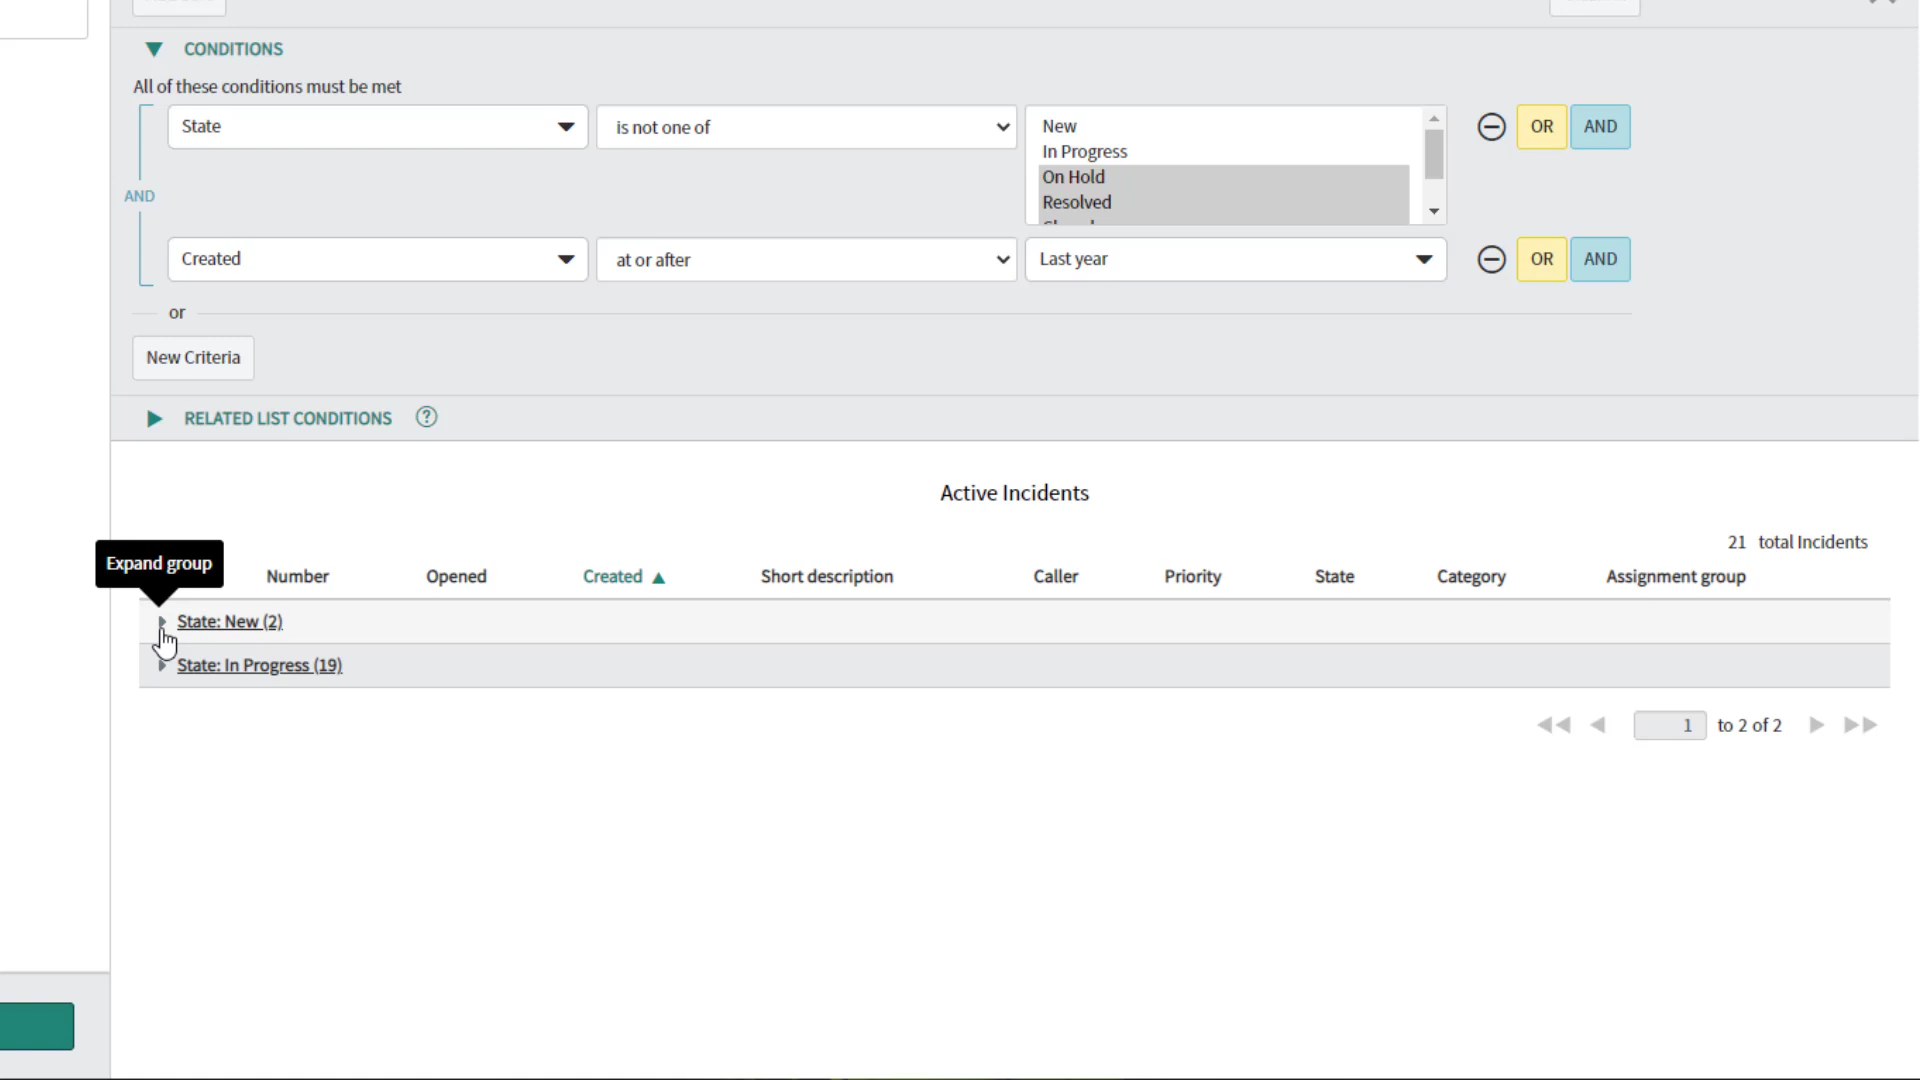 CONDITIONS
All of these conditions must be met
State
is not one of
New
In Progress
On Hold
Resolved
OR
AND
AND
Created
at or after
Last year
OR
AND
or
New Criteria
RELATED LIST CONDITIONS ?
Active Incidents
21 total Incidents
Expand group
Number Opened Created Short description Caller Priority State Category Assignment group
State: New (2)
State: In Progress (19)
1 to 2 of 2